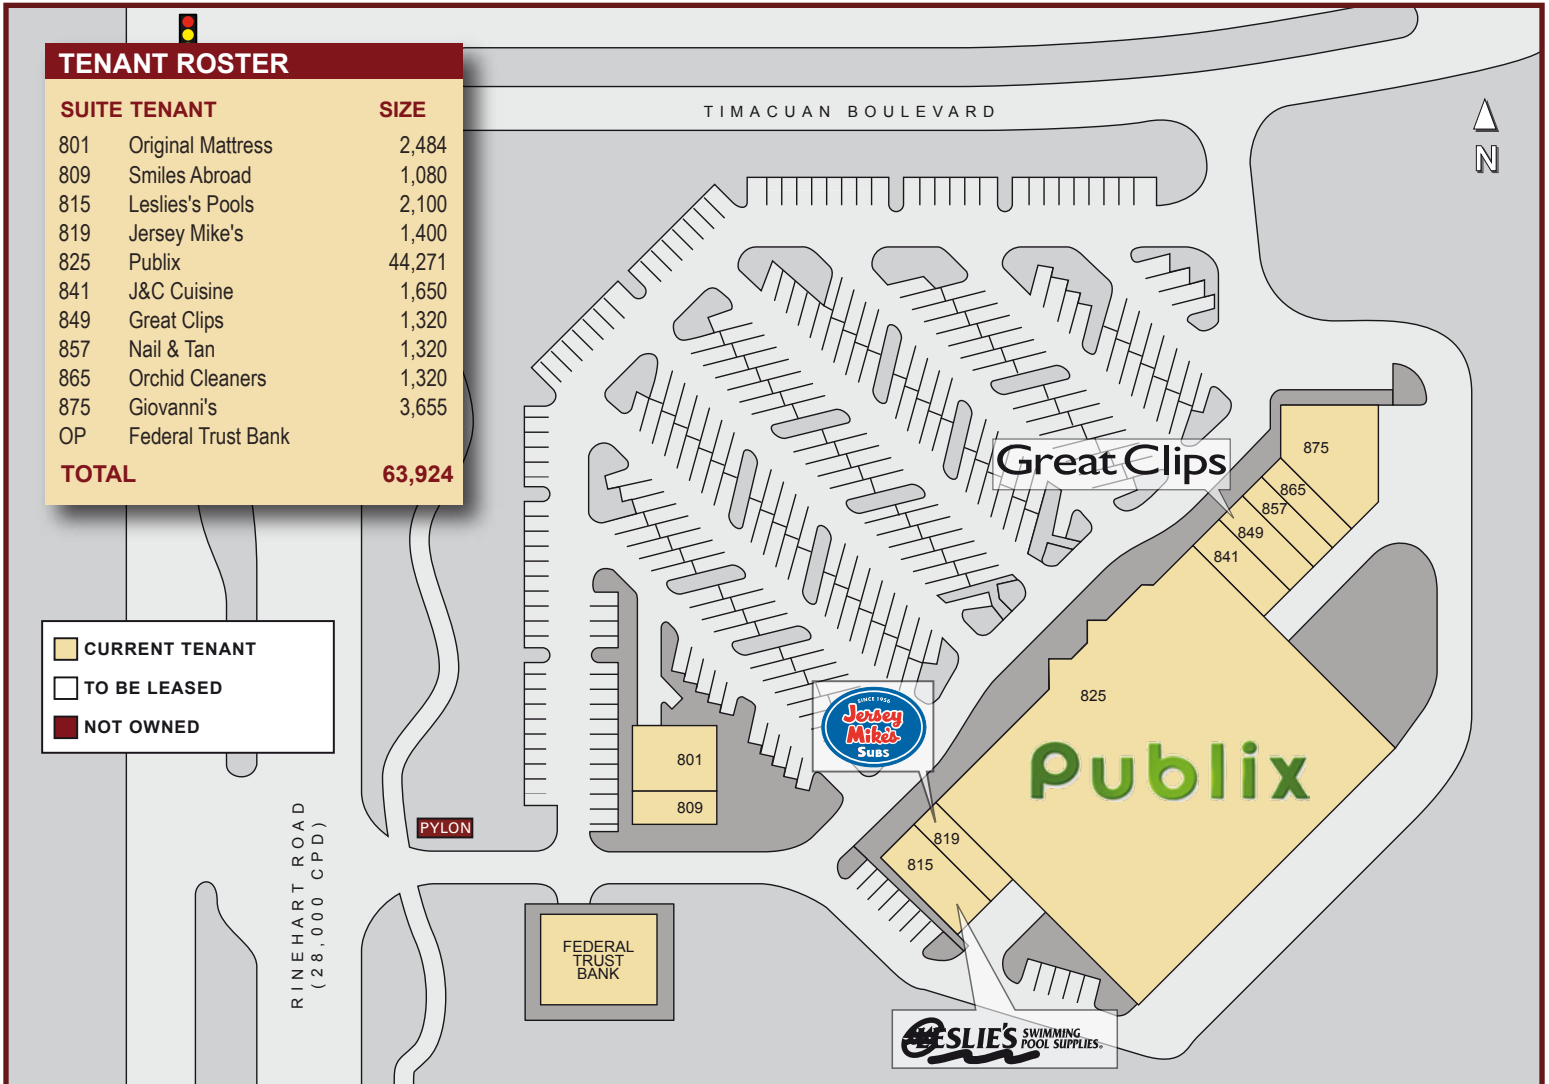 TENANT ROSTER
SUITE TENANT SIZE
801 Original Mattress 2,484
809 Smiles Abroad 1,080
815 Leslies's Pools 2,100
819 Jersey Mike's 1,400
825 Publix 44,271
841 J&C Cuisine 1,650
849 Great Clips 1,320
857 Nail & Tan 1,320
865 Orchid Cleaners 1,320
875 Giovanni's 3,655
OP Federal Trust Bank
TOTAL 63,924
TIMACUAN BOULEVARD
N
Great Clips
875
865
857
849
841
CURRENT TENANT
TO BE LEASED
NOT OWNED
825
Publix
SINCE 1956
Jersey
Mike's
SUBS
801
809
PYLON
819
815
RINEHART ROAD
(28,000 CPD)
FEDERAL
TRUST
BANK
LESLIE'S SWIMMING
POOL SUPPLIES.